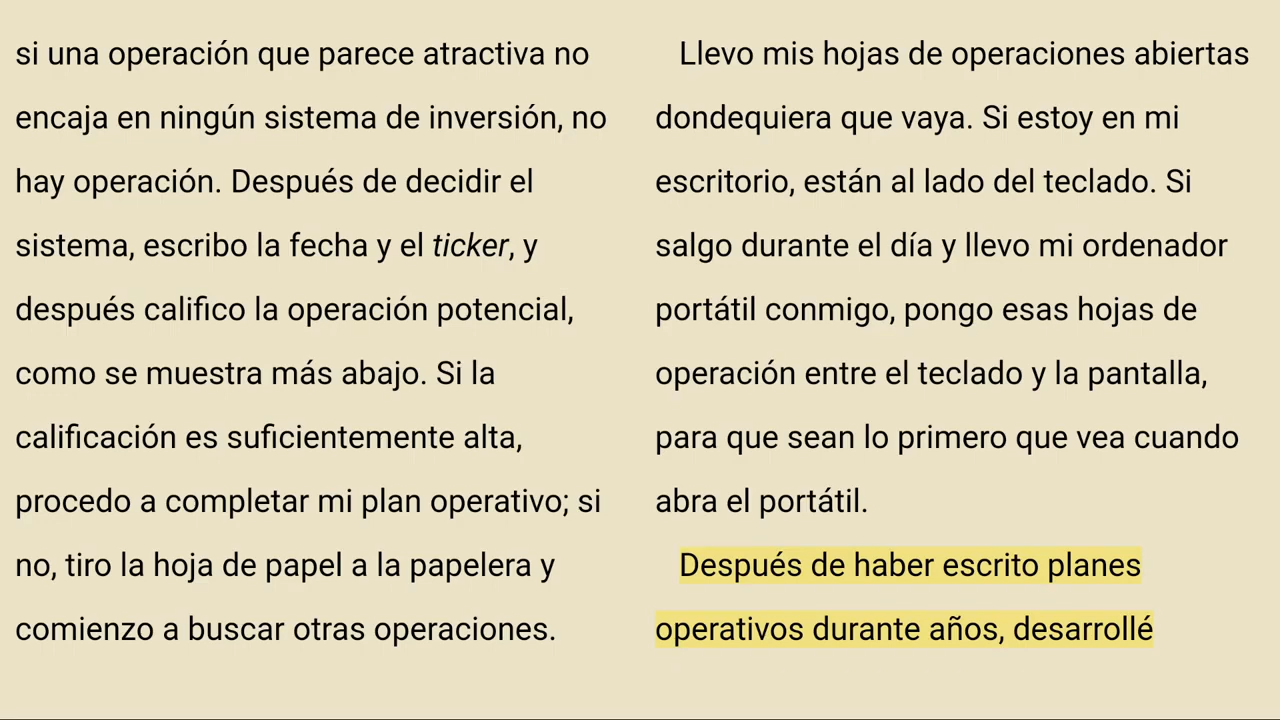 si una operación que parece atractiva no
encaja en ningún sistema de inversión, no
hay operación. Después de decidir el
sistema, escribo la fecha y el ticker, y
después califico la operación potencial,
como se muestra más abajo. Si la
calificación es suficientemente alta,
procedo a completar mi plan operativo; si
no, tiro la hoja de papel a la papelera y
comienzo a buscar otras operaciones.
Llevo mis hojas de operaciones abiertas
dondequiera que vaya. Si estoy en mi
escritorio, están al lado del teclado. Si
salgo durante el día y llevo mi ordenador
portátil conmigo, pongo esas hojas de
operación entre el teclado y la pantalla,
para que sean lo primero que vea cuando
abra el portátil.
Después de haber escrito planes
operativos durante años, desarrollé